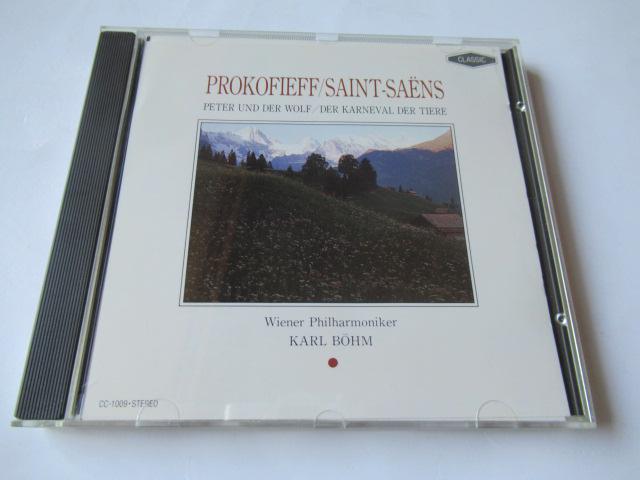 CLASSIC
PROKOFIEFF/SAINT-SAËNS
PETER UND DER WOLF/DER KARNEVAL DER TIERE
Wiener Philharmoniker
KARL BÖHM
CC-1009•STEREO